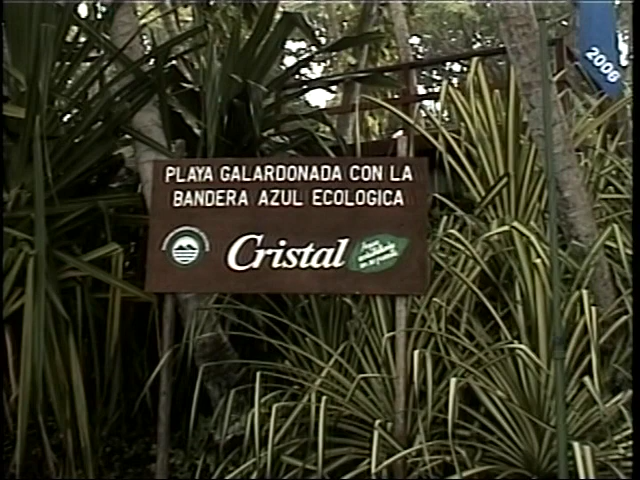 PLAYA GALARDONADA CON LA
BANDERA AZUL ECOLOGICA
Cristal
2006